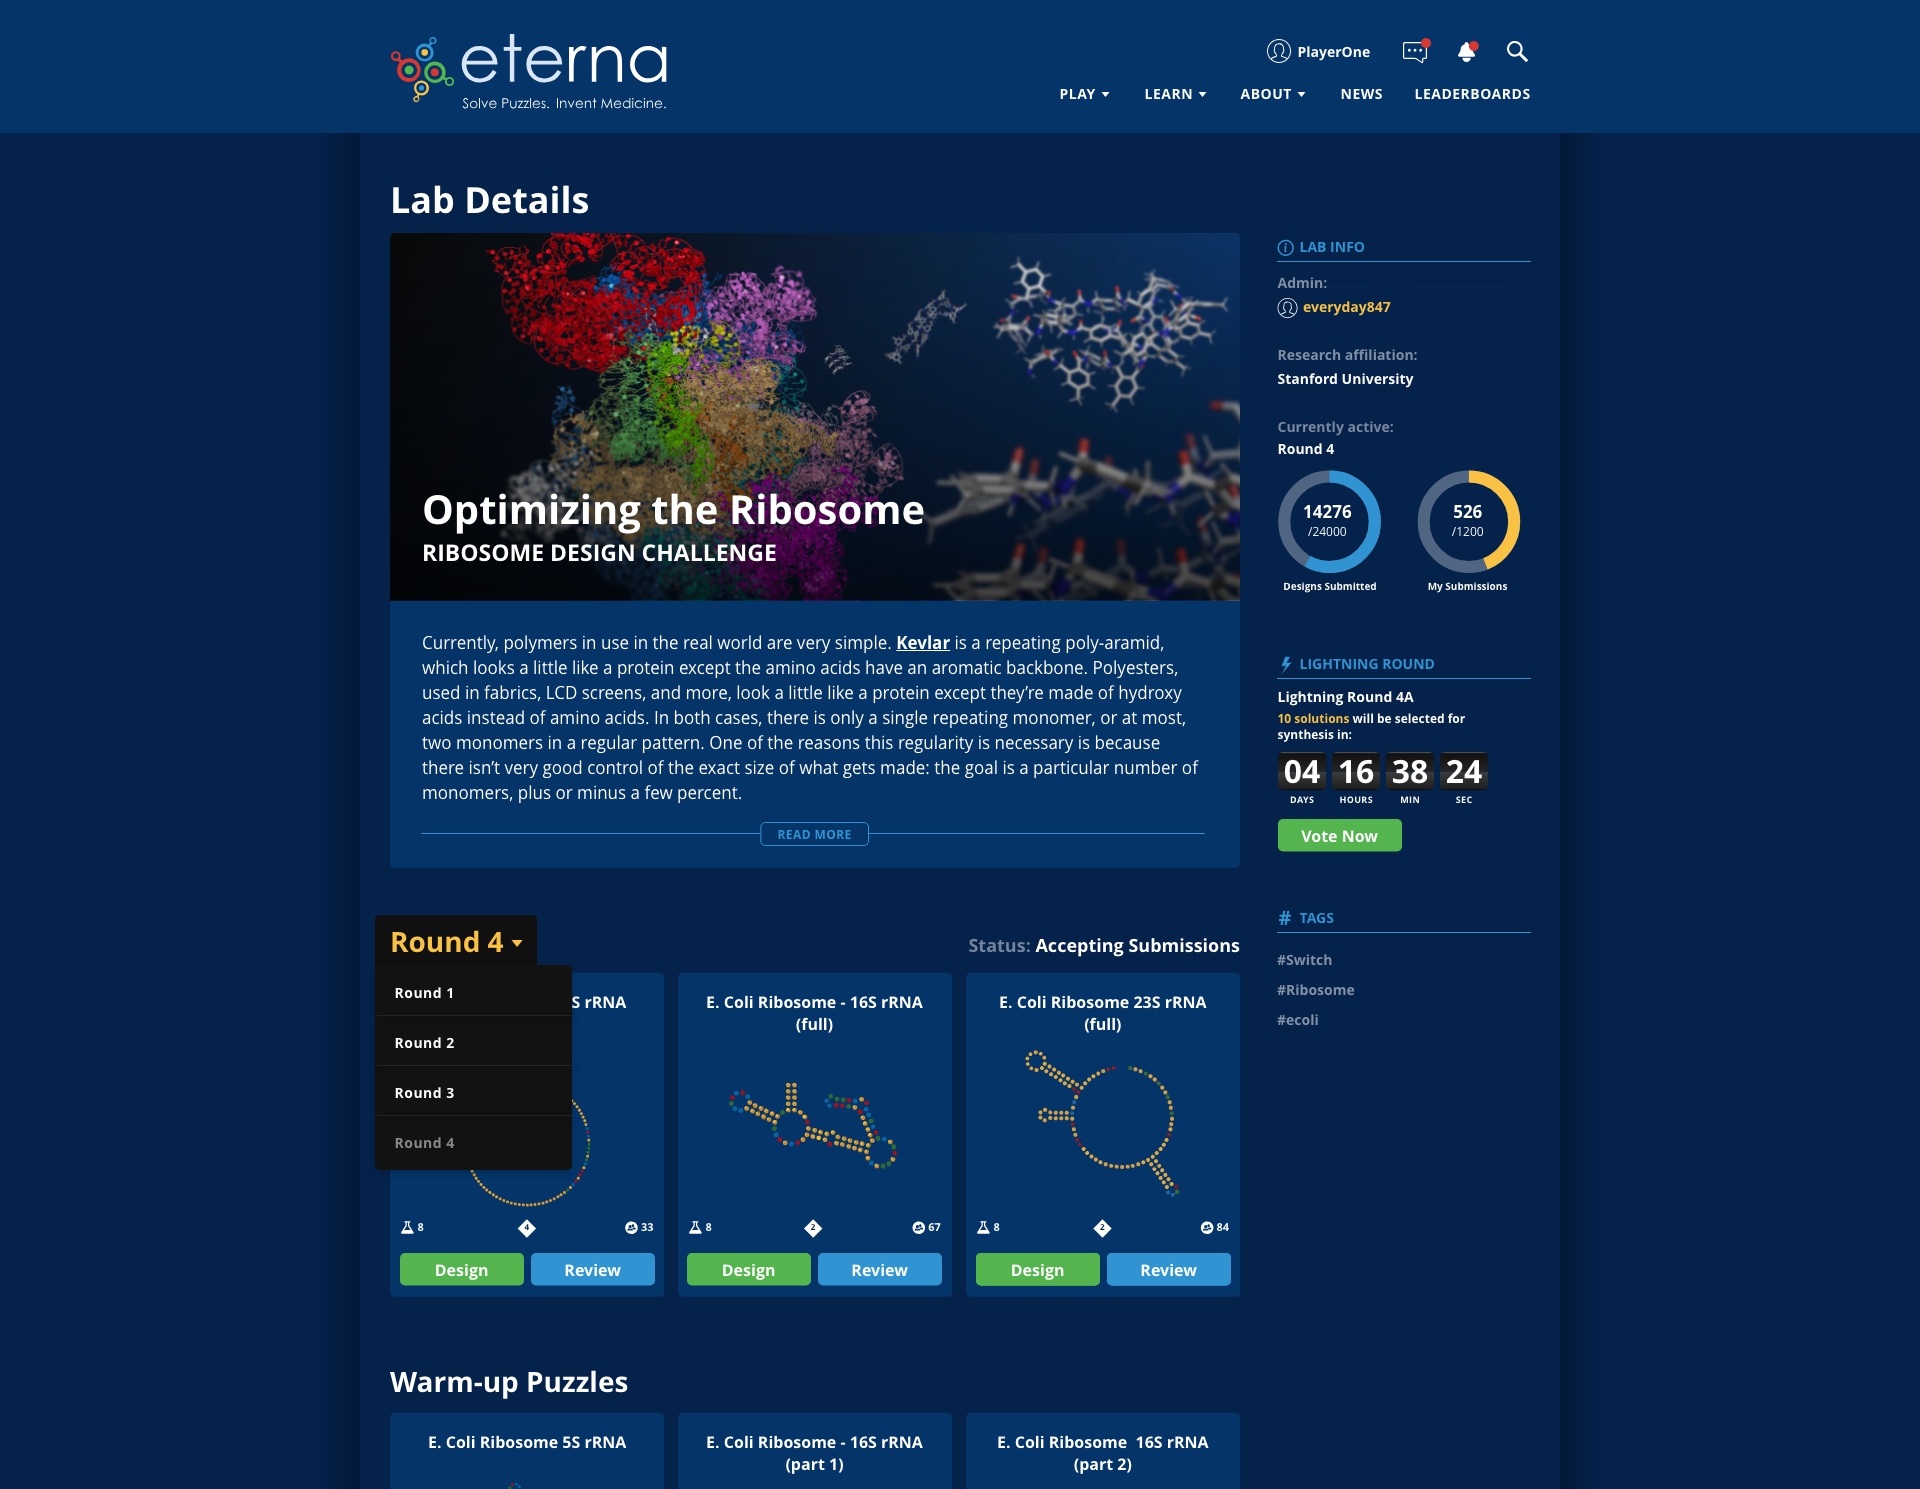 eterna
Solve Puzzles. Invent Medicine.
PlayerOne
PLAY
LEARN
ABOUT
NEWS
LEADERBOARDS
Lab Details
Optimizing the Ribosome
RIBOSOME DESIGN CHALLENGE
Currently, polymers in use in the real world are very simple. Kevlar is a repeating poly-aramid,
which looks a little like a protein except the amino acids have an aromatic backbone. Polyesters,
used in fabrics, LCD screens, and more, look a little like a protein except they’re made of hydroxy
acids instead of amino acids. In both cases, there is only a single repeating monomer, or at most,
two monomers in a regular pattern. One of the reasons this regularity is necessary is because
there isn’t very good control of the exact size of what gets made: the goal is a particular number of
monomers, plus or minus a few percent.
READ MORE
LAB INFO
Admin:
everyday847
Research affiliation:
Stanford University
Currently active:
Round 4
14276
/24000
Designs Submitted
526
/1200
My Submissions
LIGHTNING ROUND
Lightning Round 4A
10 solutions will be selected for
synthesis in:
04 16 38 24
DAYS HOURS MIN SEC
Vote Now
# TAGS
#Switch
#Ribosome
#ecoli
Round 4
Status: Accepting Submissions
Round 1
Round 2
Round 3
Round 4
S rRNA
8
4
33
Design
Review
E. Coli Ribosome - 16S rRNA
(full)
8
2
67
Design
Review
E. Coli Ribosome 23S rRNA
(full)
8
2
84
Design
Review
Warm-up Puzzles
E. Coli Ribosome 5S rRNA
E. Coli Ribosome - 16S rRNA
(part 1)
E. Coli Ribosome  16S rRNA
(part 2)